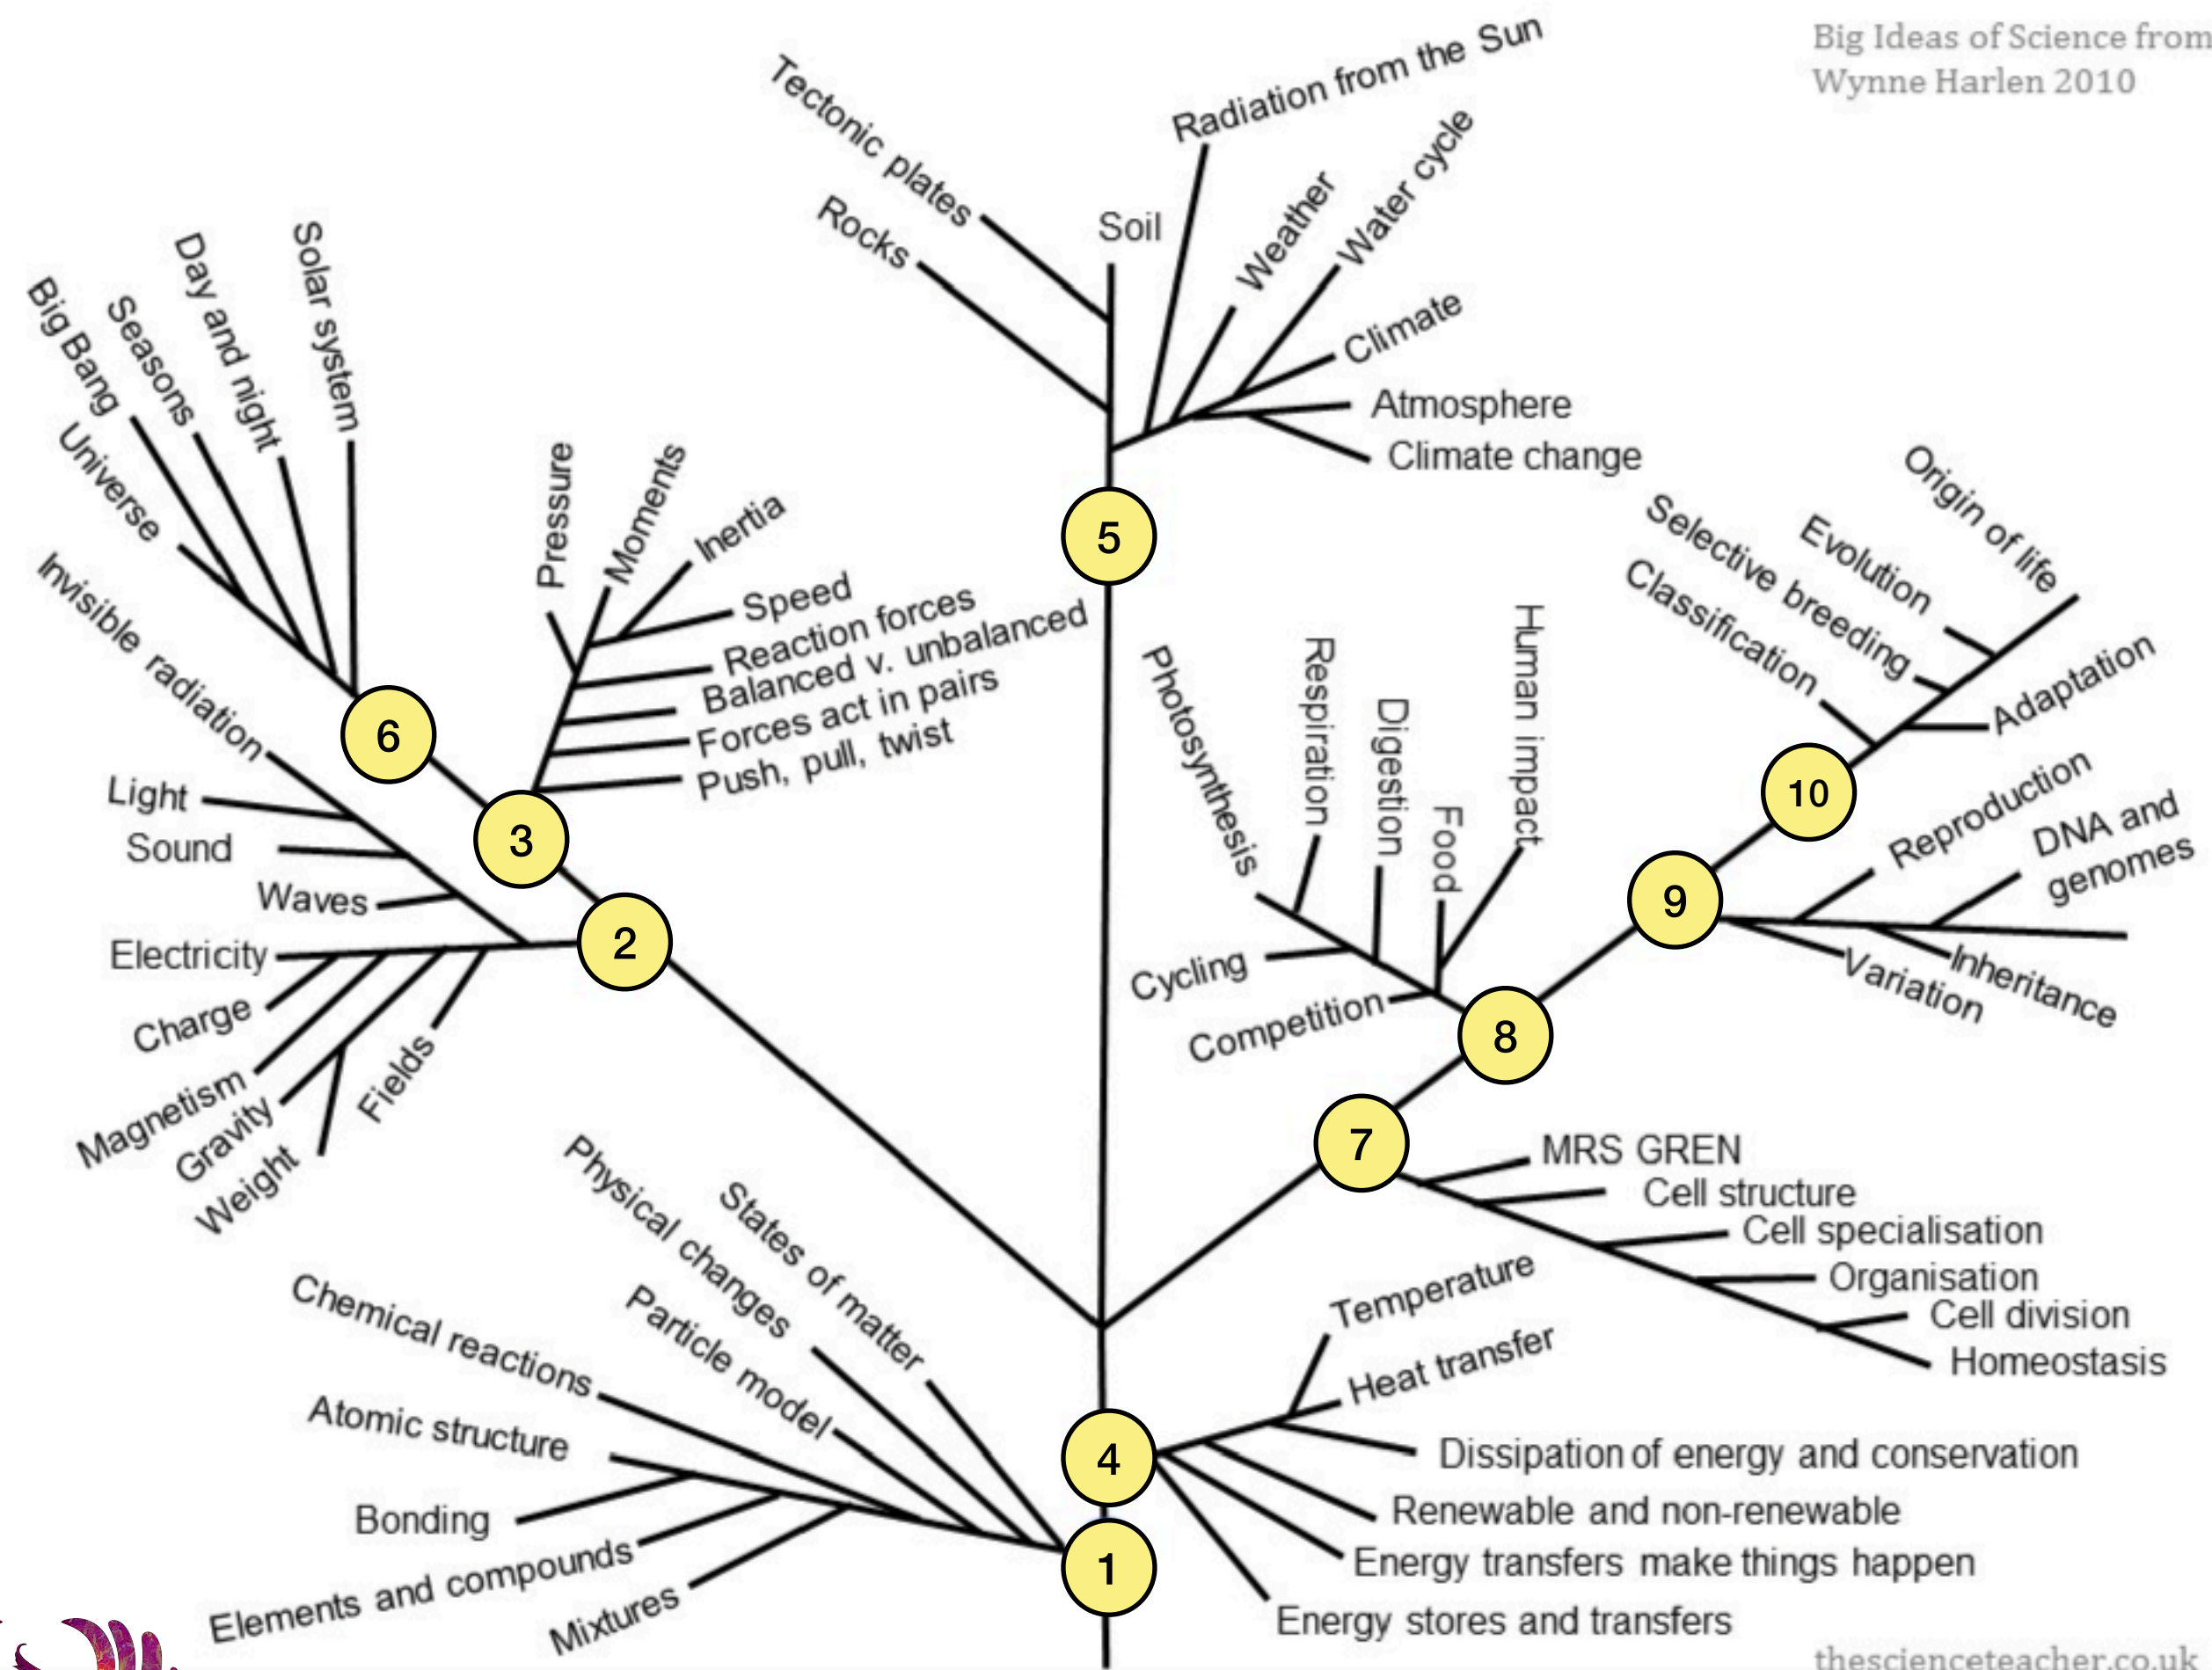 Big Ideas of Science from
Wynne Harlen 2010
Tectonic plates
Rocks
Soil
Radiation from the Sun
Weather
Water cycle
Climate
Atmosphere
Climate change
5
Big Bang
Seasons
Day and night
Solar system
Universe
6
Pressure
Moments
Inertia
Speed
Reaction forces
Balanced v. unbalanced
Forces act in pairs
Push, pull, twist
3
Invisible radiation
Light
Sound
Waves
Electricity
Charge
Magnetism
Gravity
Weight
Fields
2
Origin of life
Evolution
Selective breeding
Classification
Adaptation
10
Reproduction
DNA and
genomes
Inheritance
Variation
9
Photosynthesis
Respiration
Digestion
Food
Human impact
Cycling
Competition
8
7
MRS GREN
Cell structure
Cell specialisation
Organisation
Cell division
Homeostasis
Temperature
Heat transfer
Dissipation of energy and conservation
Renewable and non-renewable
Energy transfers make things happen
Energy stores and transfers
4
States of matter
Physical changes
Particle model
Chemical reactions
Atomic structure
Bonding
Elements and compounds
Mixtures
1
thescienceteacher.co.uk